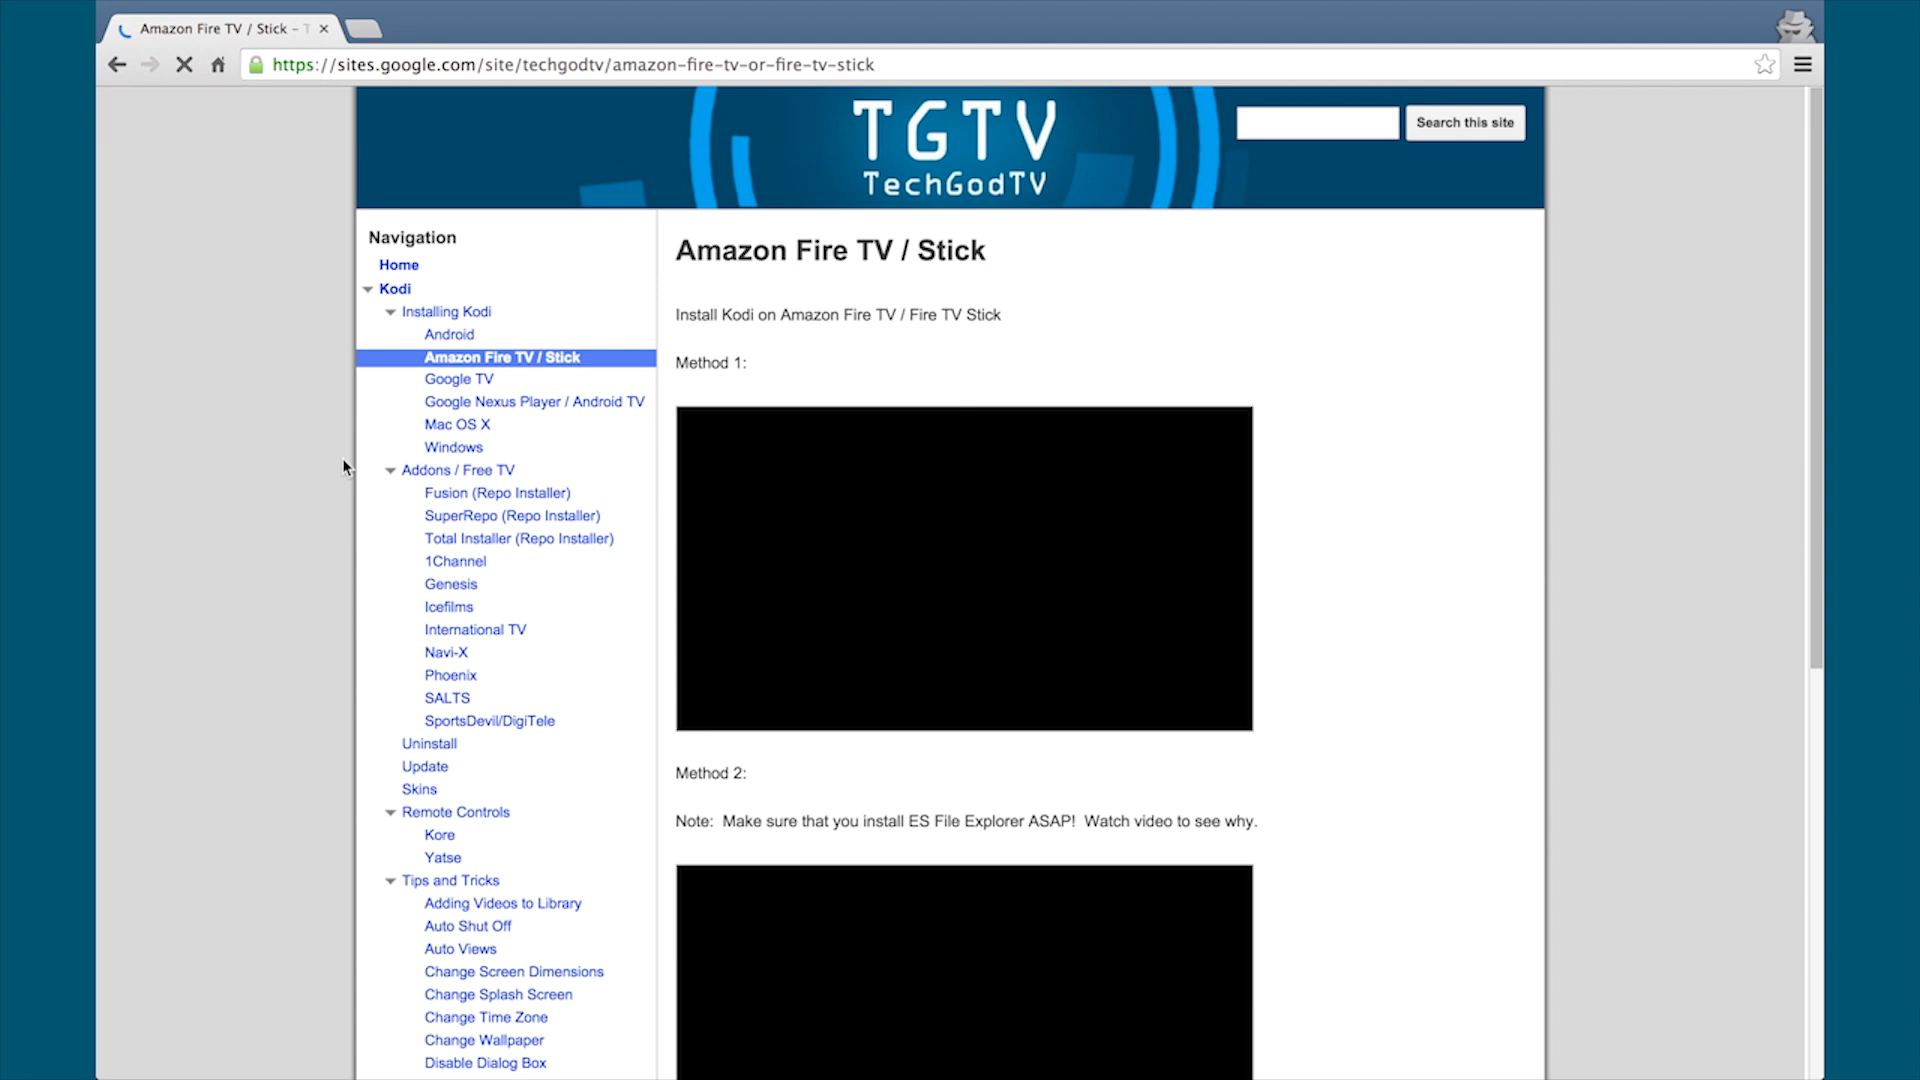 Amazon Fire TV / Stick –
https://sites.google.com/site/techgodtv/amazon-fire-tv-or-fire-tv-stick
TGTV
TechGodTV
Search this site
Navigation
Home
Kodi
Installing Kodi
Android
Amazon Fire TV / Stick
Google TV
Google Nexus Player / Android TV
Mac OS X
Windows
Addons / Free TV
Fusion (Repo Installer)
SuperRepo (Repo Installer)
Total Installer (Repo Installer)
1Channel
Genesis
Icefilms
International TV
Navi-X
Phoenix
SALTS
SportsDevil/DigiTele
Uninstall
Update
Skins
Remote Controls
Kore
Yatse
Tips and Tricks
Adding Videos to Library
Auto Shut Off
Auto Views
Change Screen Dimensions
Change Splash Screen
Change Time Zone
Change Wallpaper
Disable Dialog Box
Amazon Fire TV / Stick
Install Kodi on Amazon Fire TV / Fire TV Stick
Method 1:
Method 2:
Note:  Make sure that you install ES File Explorer ASAP!  Watch video to see why.